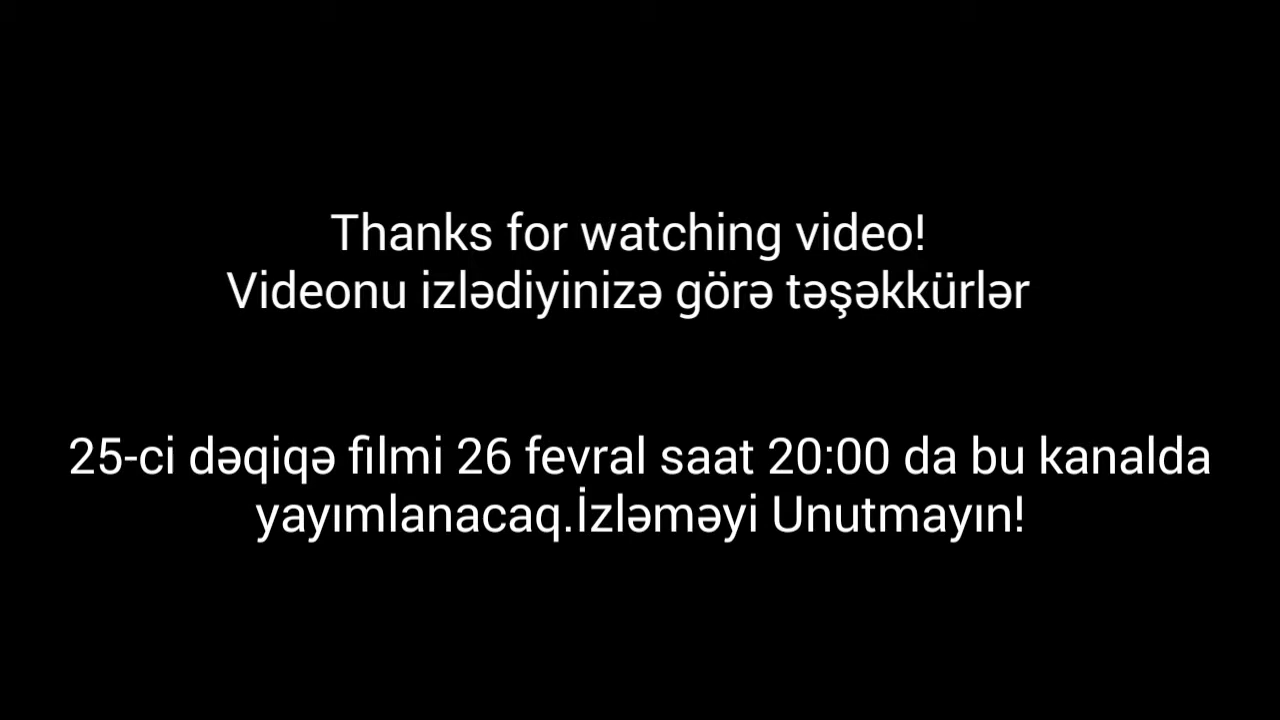 Thanks for watching video!
Videonu izlədiyinizə görə təşəkkürlər
25-ci dəqiqə filmi 26 fevral saat 20:00 da bu kanalda
yayımlanacaq.İzləməyi Unutmayın!